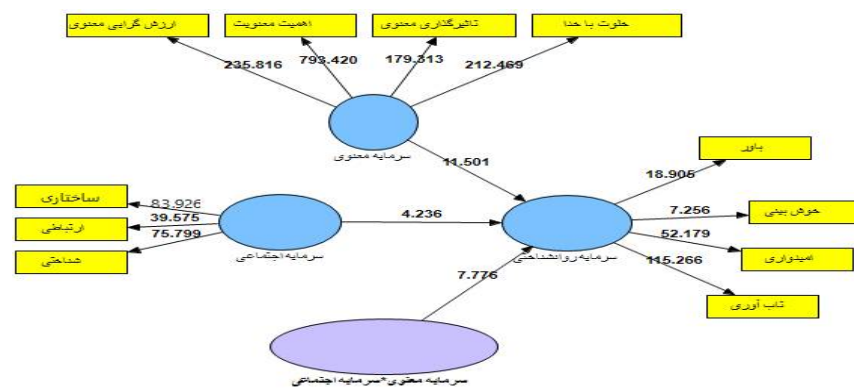 ارزش گرایی معنوی
اهمیت معنویت
تاثیرگذاری معنوی
خلوت با خدا
235.816
793.420
179.313
212.469
سرمایه معنوی
11.501
باور
18.905
خوش بینی
7.256
امیدواری
52.179
تاب آوری
115.266
ساختاری
83.926
ارتباطی
39.575
شناختی
75.799
سرمایه اجتماعی
4.236
سرمایه روانشناختی
7.776
سرمایه معنوی*سرمایه اجتماعی